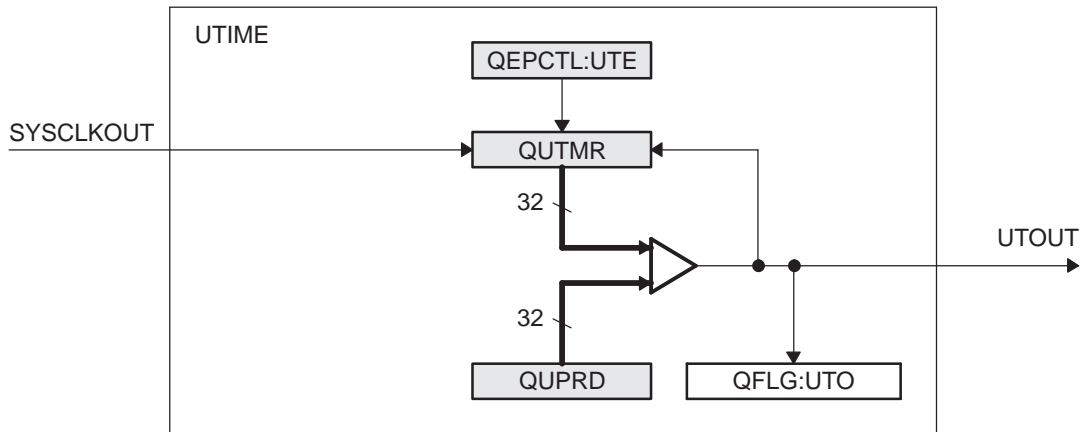 UTIME
QEPCTL:UTE
SYSCLKOUT
QUTMR
32
UTOUT
32
QUPRD
QFLG:UTO